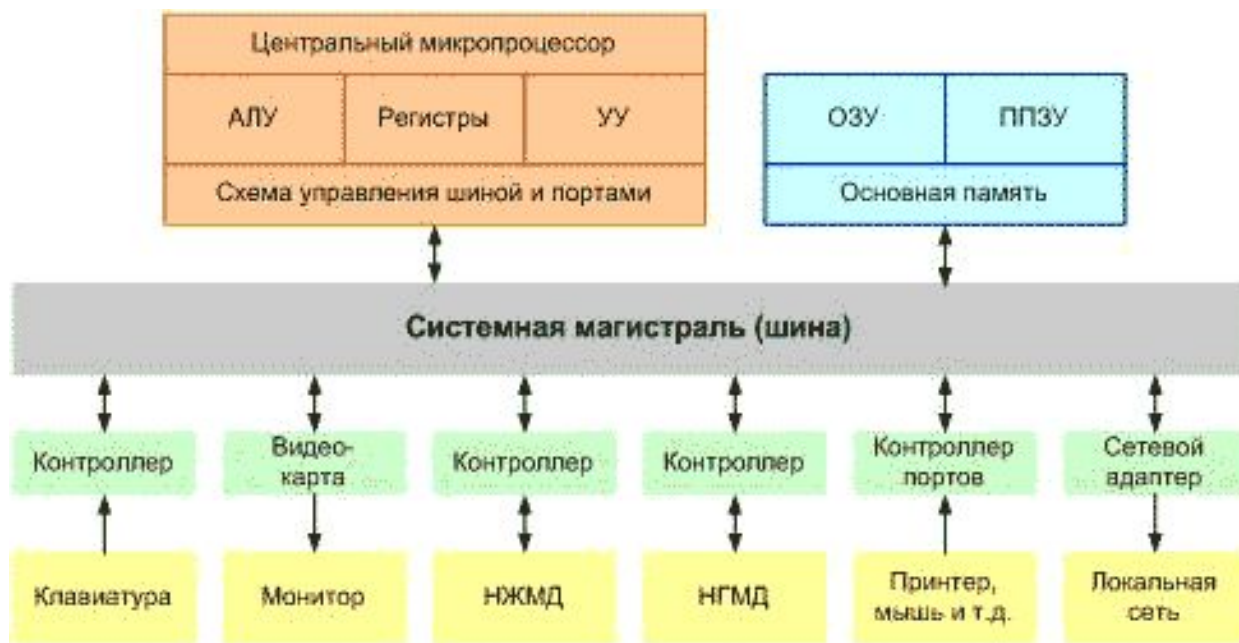 Центральный микропроцессор
АЛУ
Регистры
УУ
Схема управления шиной и портами
ОЗУ
ППЗУ
Основная память
Системная магистраль (шина)
Контроллер
Видео-
карта
Контроллер
Контроллер
Контроллер
портов
Сетевой
адаптер
Клавиатура
Монитор
НЖМД
НГМД
Принтер,
мышь и т.д.
Локальная
сеть